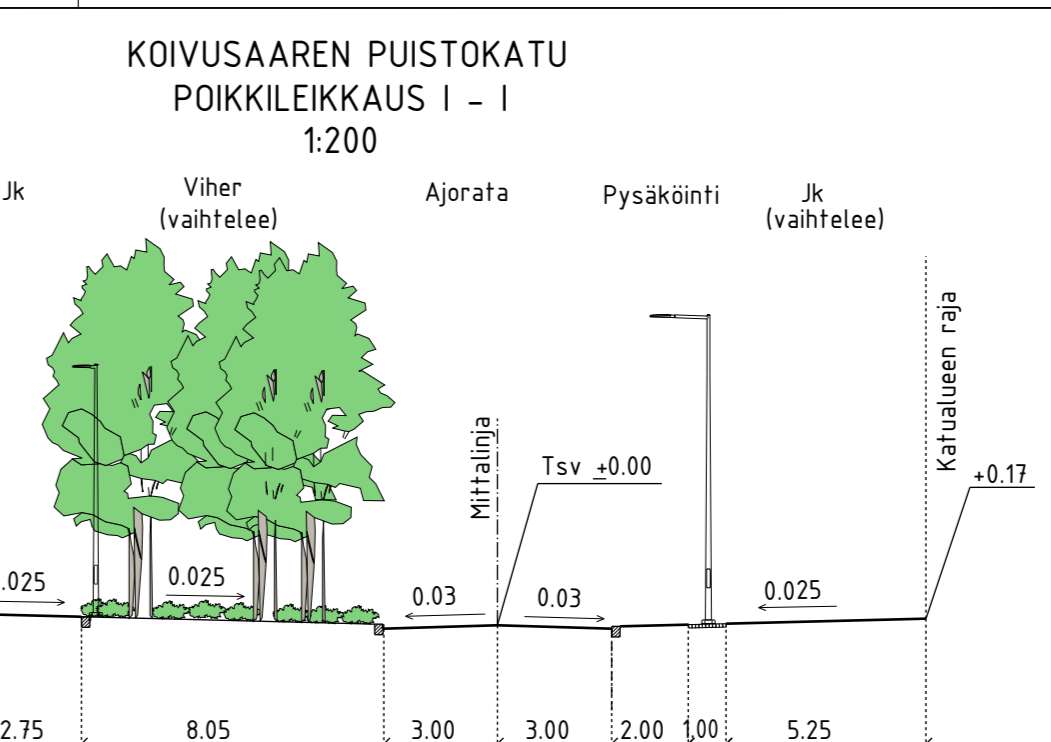 KOIVUSAAREN PUISTOKATU
POIKKILEIKKAUS I - I
1:200
Jk
Viher
(vaihtelee)
Ajorata
Pysäköinti
Jk
(vaihtelee)
Mittalinja
Tsv ±0.00
Katualueen raja
+0.17
.025
0.025
0.03
0.03
0.025
2.75 8.05 3.00 3.00 2.00 1.00 5.25